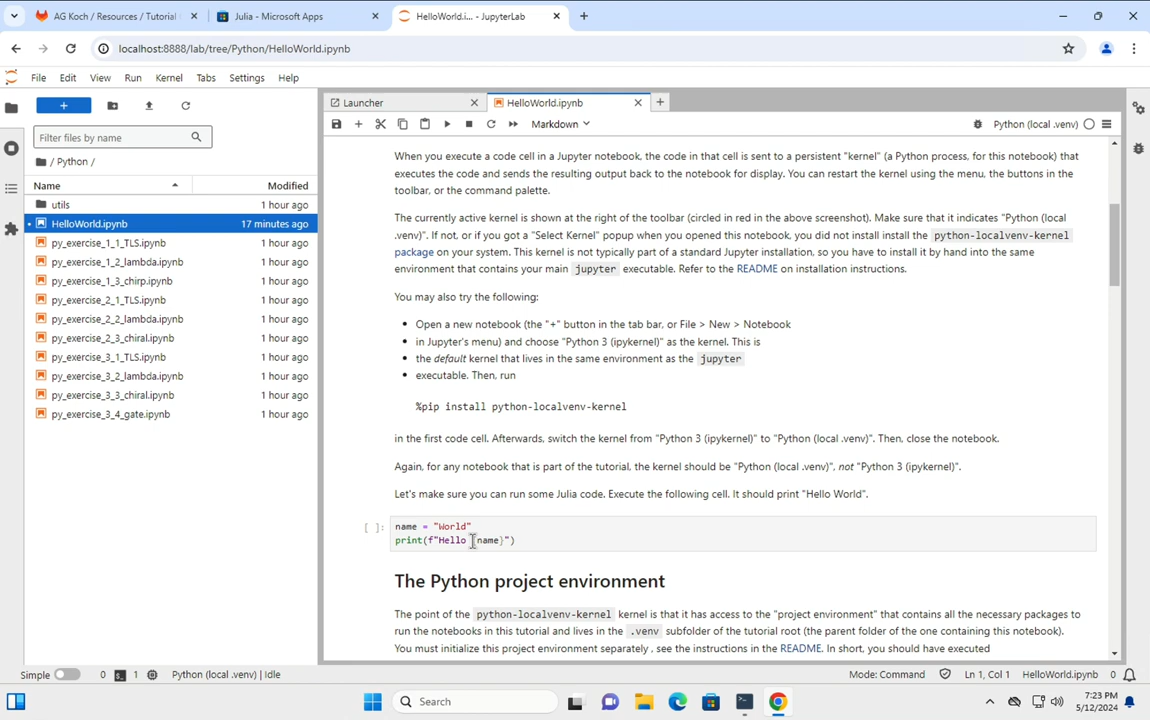 AG Koch / Resources / Tutorial
Julia - Microsoft Apps
HelloWorld.i... - JupyterLab
localhost:8888/lab/tree/Python/HelloWorld.ipynb
File Edit View Run Kernel Tabs Settings Help
Launcher
HelloWorld.ipynb
Markdown
Python (local .venv)
Filter files by name
/ Python /
Name Modified
utils 1 hour ago
HelloWorld.ipynb 17 minutes ago
py_exercise_1_1_TLS.ipynb 1 hour ago
py_exercise_1_2_lambda.ipynb 1 hour ago
py_exercise_1_3_chirp.ipynb 1 hour ago
py_exercise_2_1_TLS.ipynb 1 hour ago
py_exercise_2_2_lambda.ipynb 1 hour ago
py_exercise_2_3_chiral.ipynb 1 hour ago
py_exercise_3_1_TLS.ipynb 1 hour ago
py_exercise_3_2_lambda.ipynb 1 hour ago
py_exercise_3_3_chiral.ipynb 1 hour ago
py_exercise_3_4_gate.ipynb 1 hour ago
When you execute a code cell in a Jupyter notebook, the code in that cell is sent to a persistent "kernel" (a Python process, for this notebook) that
executes the code and sends the resulting output back to the notebook for display. You can restart the kernel using the menu, the buttons in the
toolbar, or the command palette.
The currently active kernel is shown at the right of the toolbar (circled in red in the above screenshot). Make sure that it indicates "Python (local
.venv)". If not, or if you got a "Select Kernel" popup when you opened this notebook, you did not install install the python-localvenv-kernel
package on your system. This kernel is not typically part of a standard Jupyter installation, so you have to install it by hand into the same
environment that contains your main jupyter executable. Refer to the README on installation instructions.
You may also try the following:
• Open a new notebook (the "+" button in the tab bar, or File > New > Notebook
• in Jupyter's menu) and choose "Python 3 (ipykernel)" as the kernel. This is
• the default kernel that lives in the same environment as the jupyter
• executable. Then, run
%pip install python-localvenv-kernel
in the first code cell. Afterwards, switch the kernel from "Python 3 (ipykernel)" to "Python (local .venv)". Then, close the notebook.
Again, for any notebook that is part of the tutorial, the kernel should be "Python (local .venv)", not "Python 3 (ipykernel)".
Let's make sure you can run some Julia code. Execute the following cell. It should print "Hello World".
[ ]: name = "World"
print(f"Hello {name}")
The Python project environment
The point of the python-localvenv-kernel kernel is that it has access to the "project environment" that contains all the necessary packages to
run the notebooks in this tutorial and lives in the .venv subfolder of the tutorial root (the parent folder of the one containing this notebook).
You must initialize this project environment separately , see the instructions in the README. In short, you should have executed
Simple 0 1 Python (local .venv) | Idle
Mode: Command Ln 1, Col 1 HelloWorld.ipynb 0
Search
7:23 PM
5/12/2024